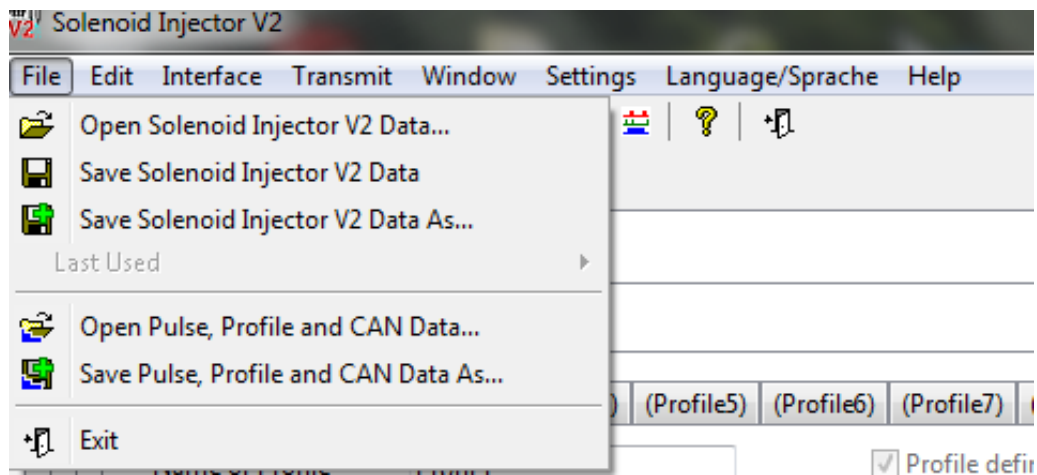 V2 Solenoid Injector V2
File Edit Interface Transmit Window Settings Language/Sprache Help
Open Solenoid Injector V2 Data...
Save Solenoid Injector V2 Data
Save Solenoid Injector V2 Data As...
Last Used
Open Pulse, Profile and CAN Data...
Save Pulse, Profile and CAN Data As...
) (Profile5) (Profile6) (Profile7) (
Exit
Profile defin